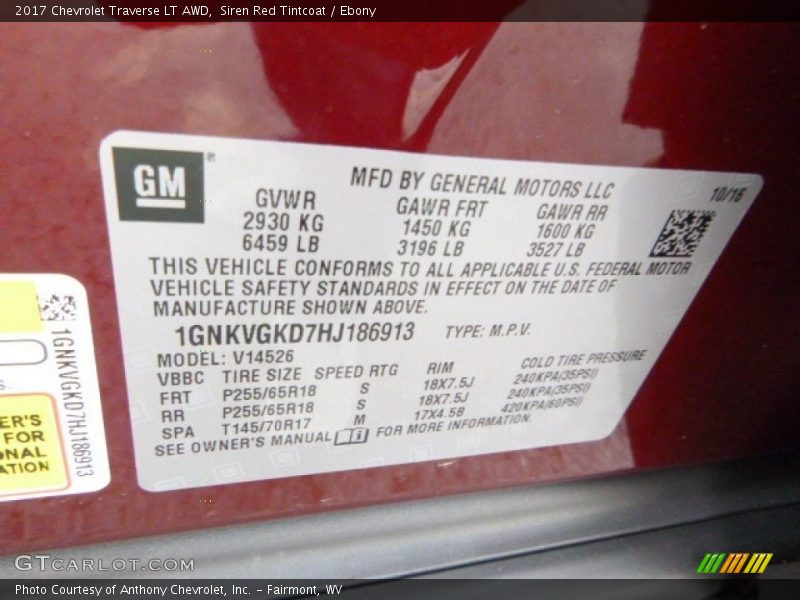 2017 Chevrolet Traverse LT AWD,  Siren Red Tintcoat / Ebony
GM®
MFD BY GENERAL MOTORS LLC
10/16
GVWR GAWR FRT GAWR RR
2930 KG 1450 KG 1600 KG
6459 LB 3196 LB 3527 LB
THIS VEHICLE CONFORMS TO ALL APPLICABLE U.S. FEDERAL MOTOR
VEHICLE SAFETY STANDARDS IN EFFECT ON THE DATE OF
MANUFACTURE SHOWN ABOVE.
1GNKVGKD7HJ186913 TYPE: M.P.V.
MODEL: V14526
VBBC TIRE SIZE SPEED RTG RIM COLD TIRE PRESSURE
FRT P255/65R18 S 18X7.5J 240KPA(35PSI)
RR P255/65R18 S 18X7.5J 240KPA(35PSI)
SPA T145/70R17 M 17X4.5B 420KPA(60PSI)
SEE OWNER'S MANUAL FOR MORE INFORMATION.
1GNKVGKD7HJ186913
S.
ER'S
FOR
NAL
ATION
GTCARLOT.COM
Photo Courtesy of Anthony Chevrolet, Inc. – Fairmont, WV